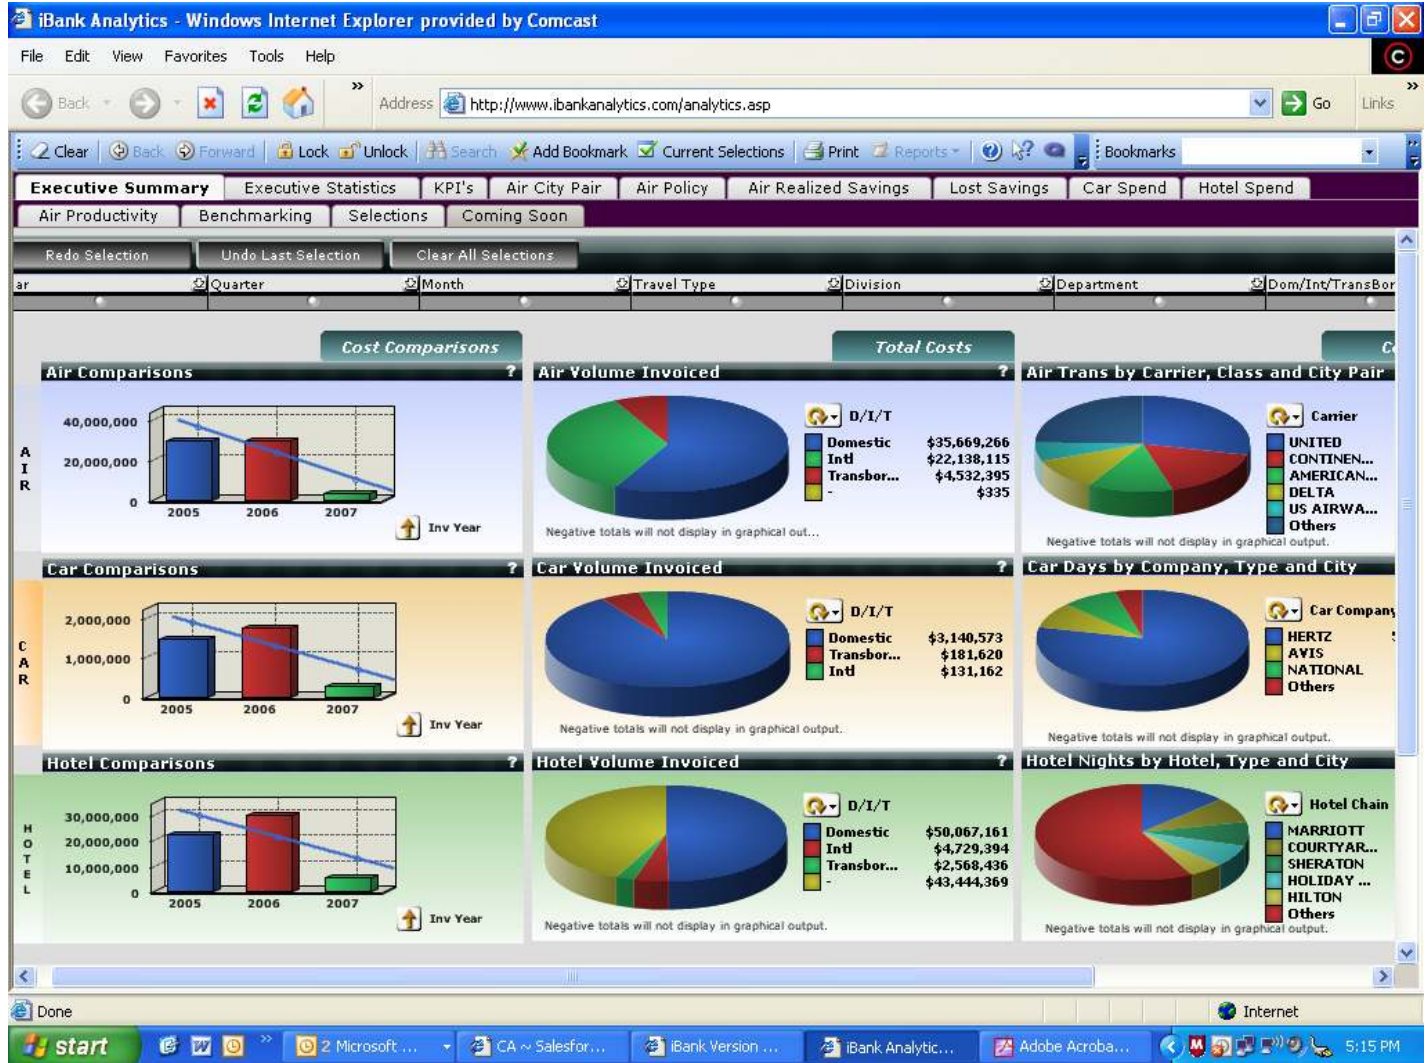 iBank Analytics - Windows Internet Explorer provided by Comcast
File Edit View Favorites Tools Help
Back Address http://www.ibankanalytics.com/analytics.asp Go Links
Clear Back Forward Lock Unlock Search Add Bookmark Current Selections Print Reports Bookmarks
Executive Summary Executive Statistics KPI's Air City Pair Air Policy Air Realized Savings Lost Savings Car Spend Hotel Spend
Air Productivity Benchmarking Selections Coming Soon
Redo Selection Undo Last Selection Clear All Selections
ar Quarter Month Travel Type Division Department Dom/Int/TransBor
Cost Comparisons Total Costs
AIR
Air Comparisons ?
40,000,000
20,000,000
0
2005 2006 2007
Inv Year
Air Volume Invoiced ?
D/I/T
Domestic $35,669,266
Intl $22,138,115
Transbor... $4,532,395
- $335
Negative totals will not display in graphical out...
Air Trans by Carrier, Class and City Pair
Carrier
UNITED
CONTINEN...
AMERICAN...
DELTA
US AIRWA...
Others
Negative totals will not display in graphical output.
CAR
Car Comparisons ?
2,000,000
1,000,000
0
2005 2006 2007
Inv Year
Car Volume Invoiced ?
D/I/T
Domestic $3,140,573
Transbor... $181,620
Intl $131,162
Negative totals will not display in graphical output.
Car Days by Company, Type and City
Car Company
HERTZ
AVIS
NATIONAL
Others
Negative totals will not display in graphical output.
HOTEL
Hotel Comparisons ?
30,000,000
20,000,000
10,000,000
0
2005 2006 2007
Inv Year
Hotel Volume Invoiced ?
D/I/T
Domestic $50,067,161
Intl $4,729,394
Transbor... $2,568,436
- $43,444,369
Negative totals will not display in graphical output.
Hotel Nights by Hotel, Type and City
Hotel Chain
MARRIOTT
COURTYAR...
SHERATON
HOLIDAY ...
HILTON
Others
Negative totals will not display in graphical output.
Done Internet
start 2 Microsoft ... CA ~ Salesfor... iBank Version ... iBank Analytic... Adobe Acroba... 5:15 PM